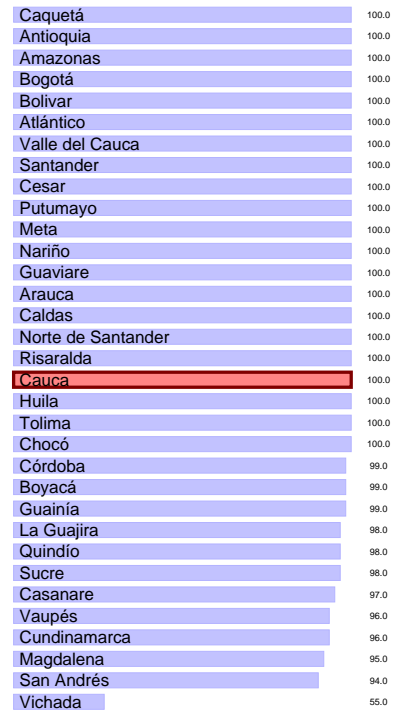 Caquetá 100.0
Antioquia 100.0
Amazonas 100.0
Bogotá 100.0
Bolivar 100.0
Atlántico 100.0
Valle del Cauca 100.0
Santander 100.0
Cesar 100.0
Putumayo 100.0
Meta 100.0
Nariño 100.0
Guaviare 100.0
Arauca 100.0
Caldas 100.0
Norte de Santander 100.0
Risaralda 100.0
Cauca 100.0
Huila 100.0
Tolima 100.0
Chocó 100.0
Córdoba 99.0
Boyacá 99.0
Guainía 99.0
La Guajira 98.0
Quindío 98.0
Sucre 98.0
Casanare 97.0
Vaupés 96.0
Cundinamarca 96.0
Magdalena 95.0
San Andrés 94.0
Vichada 55.0